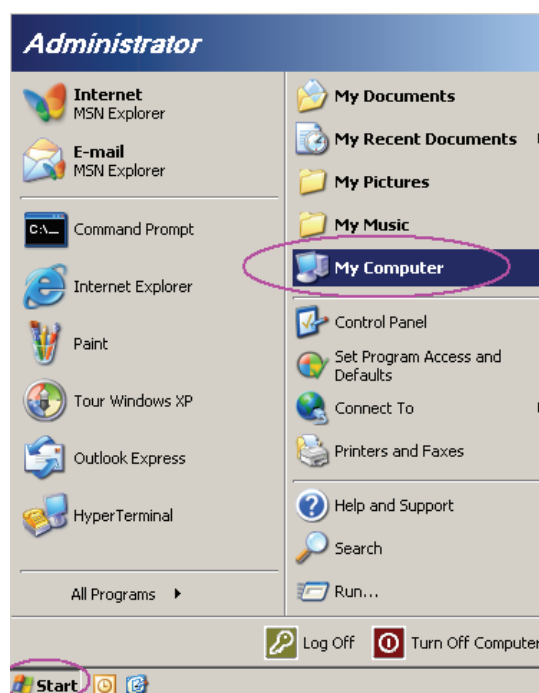 Administrator
Internet
MSN Explorer
E-mail
MSN Explorer
C:\_
Command Prompt
Internet Explorer
Paint
Tour Windows XP
Outlook Express
HyperTerminal
All Programs
My Documents
My Recent Documents
My Pictures
My Music
My Computer
Control Panel
Set Program Access and
Defaults
Connect To
Printers and Faxes
Help and Support
Search
Run...
Log Off
Turn Off Computer
Start